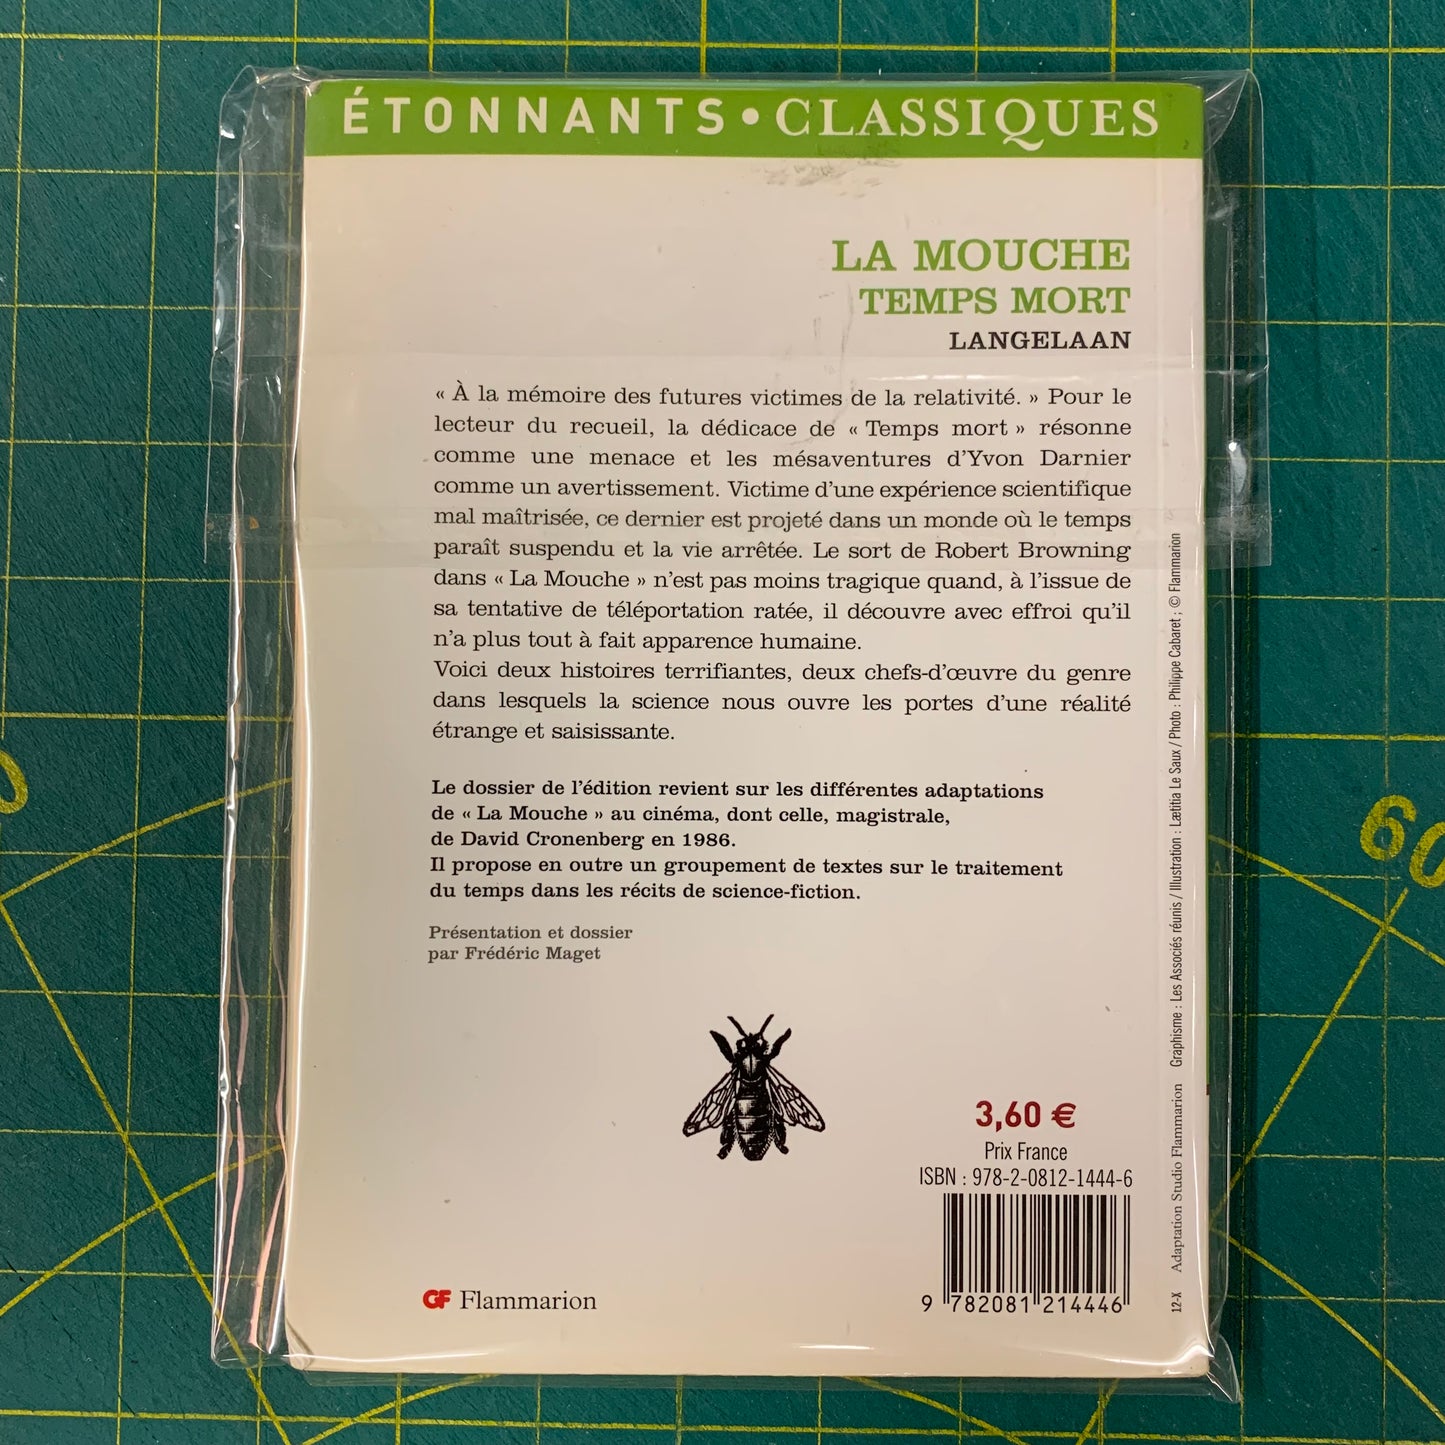 ÉTONNANTS • CLASSIQUES
LA MOUCHE
TEMPS MORT
LANGELAAN
« À la mémoire des futures victimes de la relativité. » Pour le
lecteur du recueil, la dédicace de « Temps mort » résonne
comme une menace et les mésaventures d'Yvon Darnier
comme un avertissement. Victime d'une expérience scientifique
mal maîtrisée, ce dernier est projeté dans un monde où le temps
paraît suspendu et la vie arrêtée. Le sort de Robert Browning
dans « La Mouche » n'est pas moins tragique quand, à l'issue de
sa tentative de téléportation ratée, il découvre avec effroi qu'il
n'a plus tout à fait apparence humaine.
Voici deux histoires terrifiantes, deux chefs-d'œuvre du genre
dans lesquels la science nous ouvre les portes d'une réalité
étrange et saisissante.
Le dossier de l'édition revient sur les différentes adaptations
de « La Mouche » au cinéma, dont celle, magistrale,
de David Cronenberg en 1986.
Il propose en outre un groupement de textes sur le traitement
du temps dans les récits de science-fiction.
Présentation et dossier
par Frédéric Maget
3,60 €
Prix France
ISBN : 978-2-0812-1444-6
9 782081 214446
GF Flammarion
12-X Adaptation Studio Flammarion Graphisme : Les Associés réunis / Illustration : Lætitia Le Saux / Photo : Philippe Cabaret ; © Flammarion
60